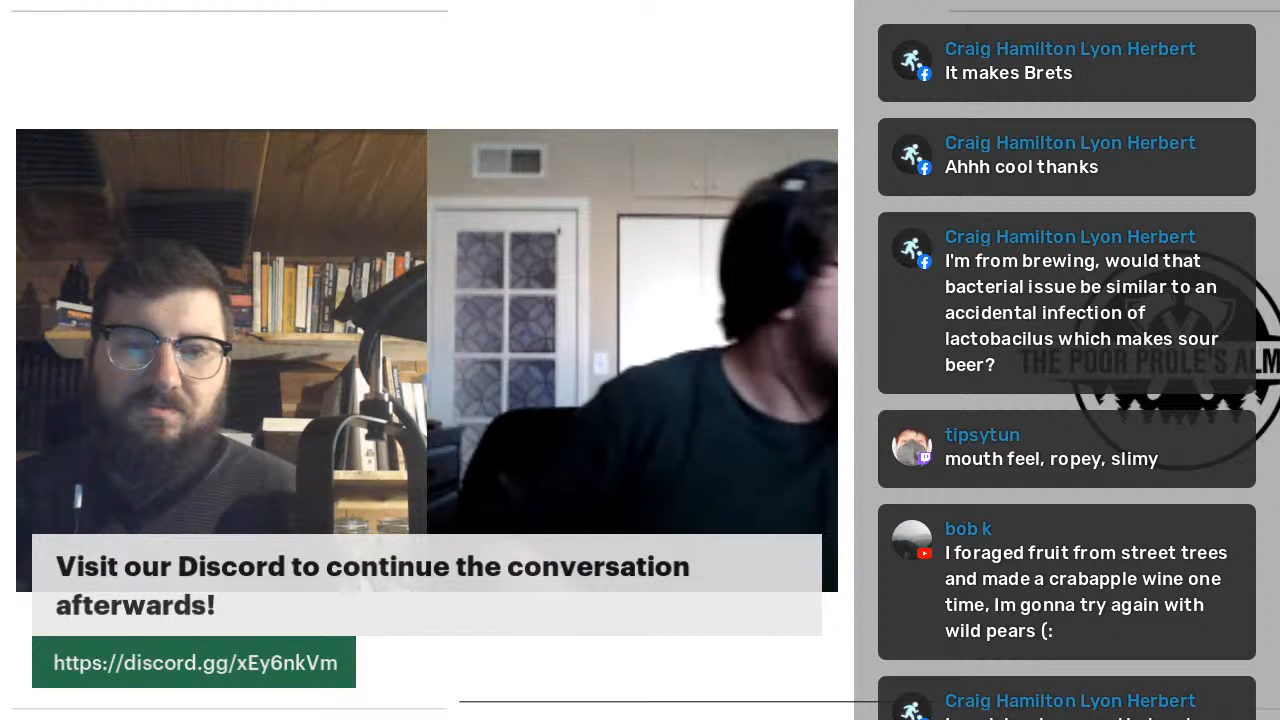 Craig Hamilton Lyon Herbert
It makes Brets
Craig Hamilton Lyon Herbert
Ahhh cool thanks
Craig Hamilton Lyon Herbert
I'm from brewing, would that
bacterial issue be similar to an
accidental infection of
lactobacilus which makes sour
beer?
THE POOR PROLE'S ALM
tipsytun
mouth feel, ropey, slimy
bob k
I foraged fruit from street trees
and made a crabapple wine one
time, Im gonna try again with
wild pears (:
Craig Hamilton Lyon Herbert
Visit our Discord to continue the conversation
afterwards!
https://discord.gg/xEy6nkVm